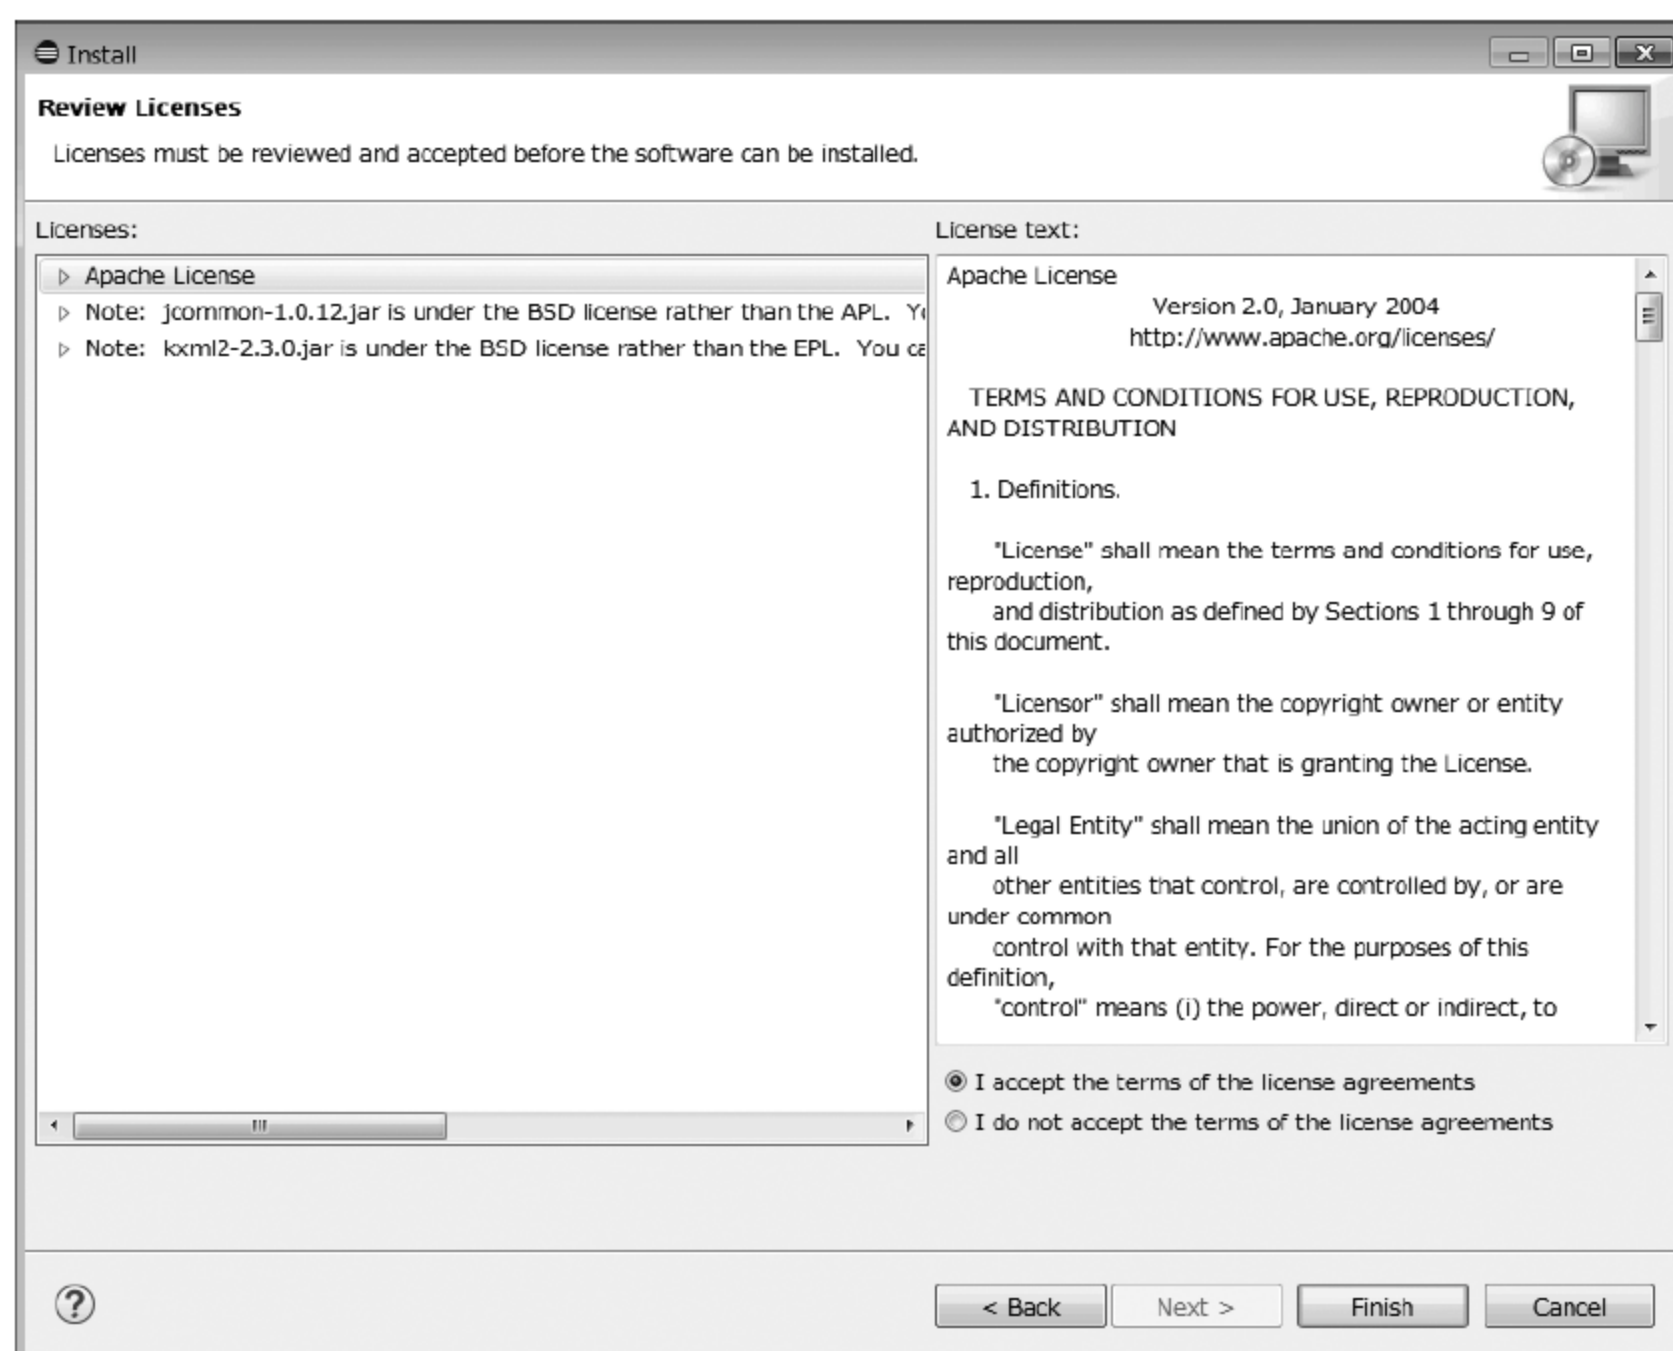 Install
Review Licenses
Licenses must be reviewed and accepted before the software can be installed.
Licenses:
Apache License
Note: jcommon-1.0.12.jar is under the BSD license rather than the APL. Yo
Note: kxml2-2.3.0.jar is under the BSD license rather than the EPL. You ca
License text:
Apache License
Version 2.0, January 2004
http://www.apache.org/licenses/
TERMS AND CONDITIONS FOR USE, REPRODUCTION,
AND DISTRIBUTION
1. Definitions.
"License" shall mean the terms and conditions for use,
reproduction,
and distribution as defined by Sections 1 through 9 of
this document.
"Licensor" shall mean the copyright owner or entity
authorized by
the copyright owner that is granting the License.
"Legal Entity" shall mean the union of the acting entity
and all
other entities that control, are controlled by, or are
under common
control with that entity. For the purposes of this
definition,
"control" means (i) the power, direct or indirect, to
I accept the terms of the license agreements
I do not accept the terms of the license agreements
?
< Back
Next >
Finish
Cancel